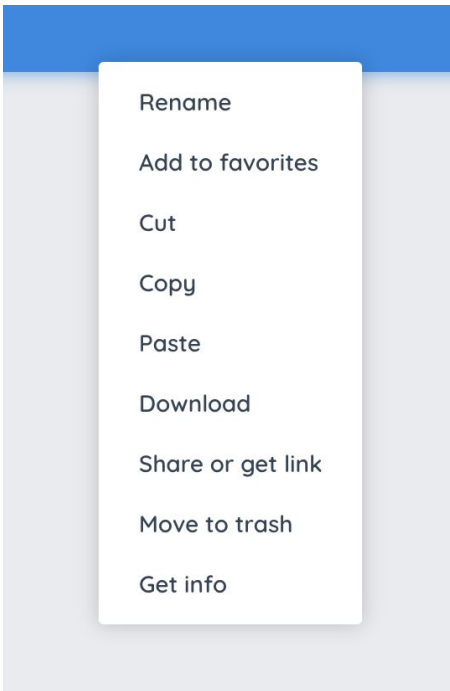 Rename
Add to favorites
Cut
Copy
Paste
Download
Share or get link
Move to trash
Get info